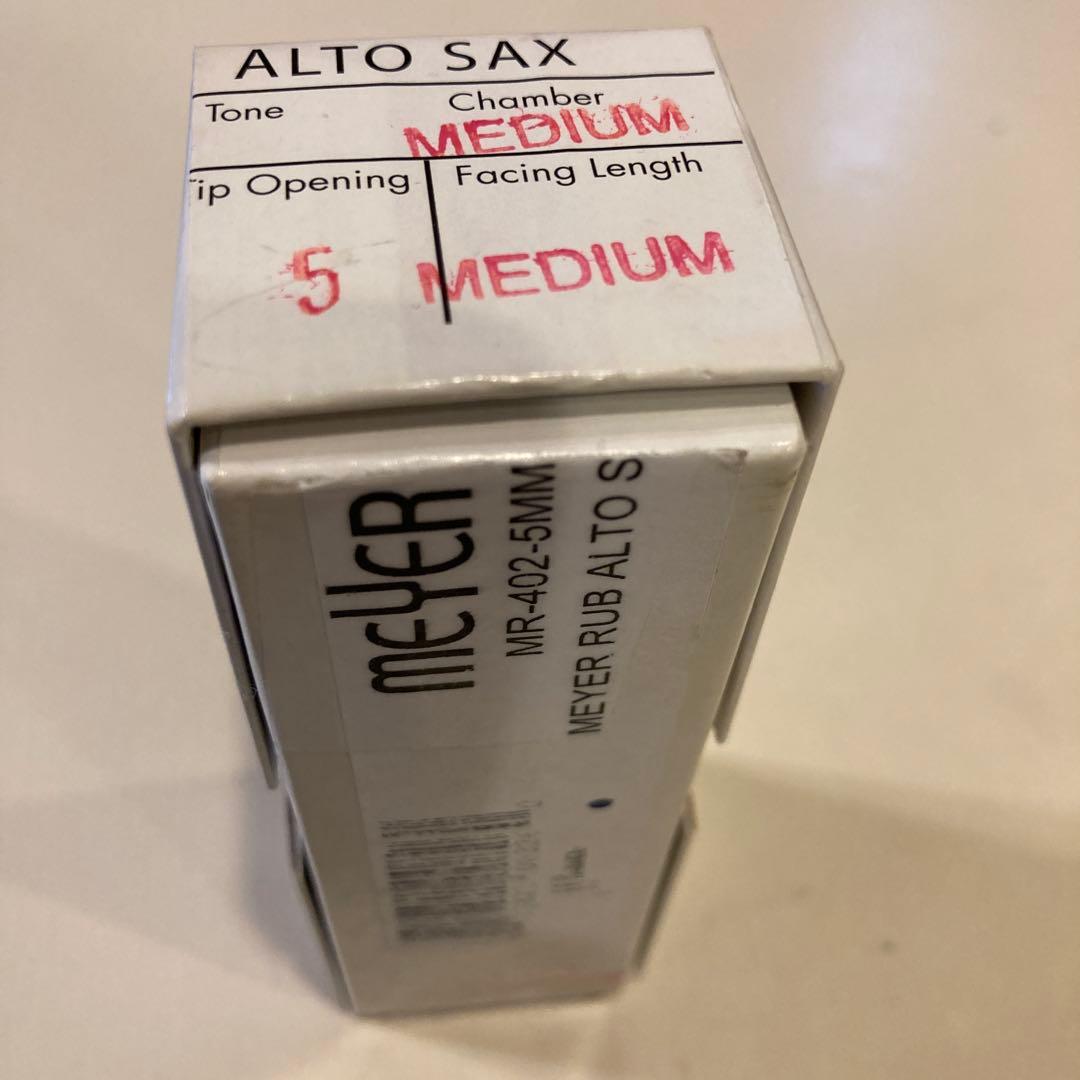 ALTO SAX
Tone
Chamber
MEDIUM
ip Opening
Facing Length
5
MEDIUM
MEYER
MR-402-5MM
MEYER RUB ALTO S